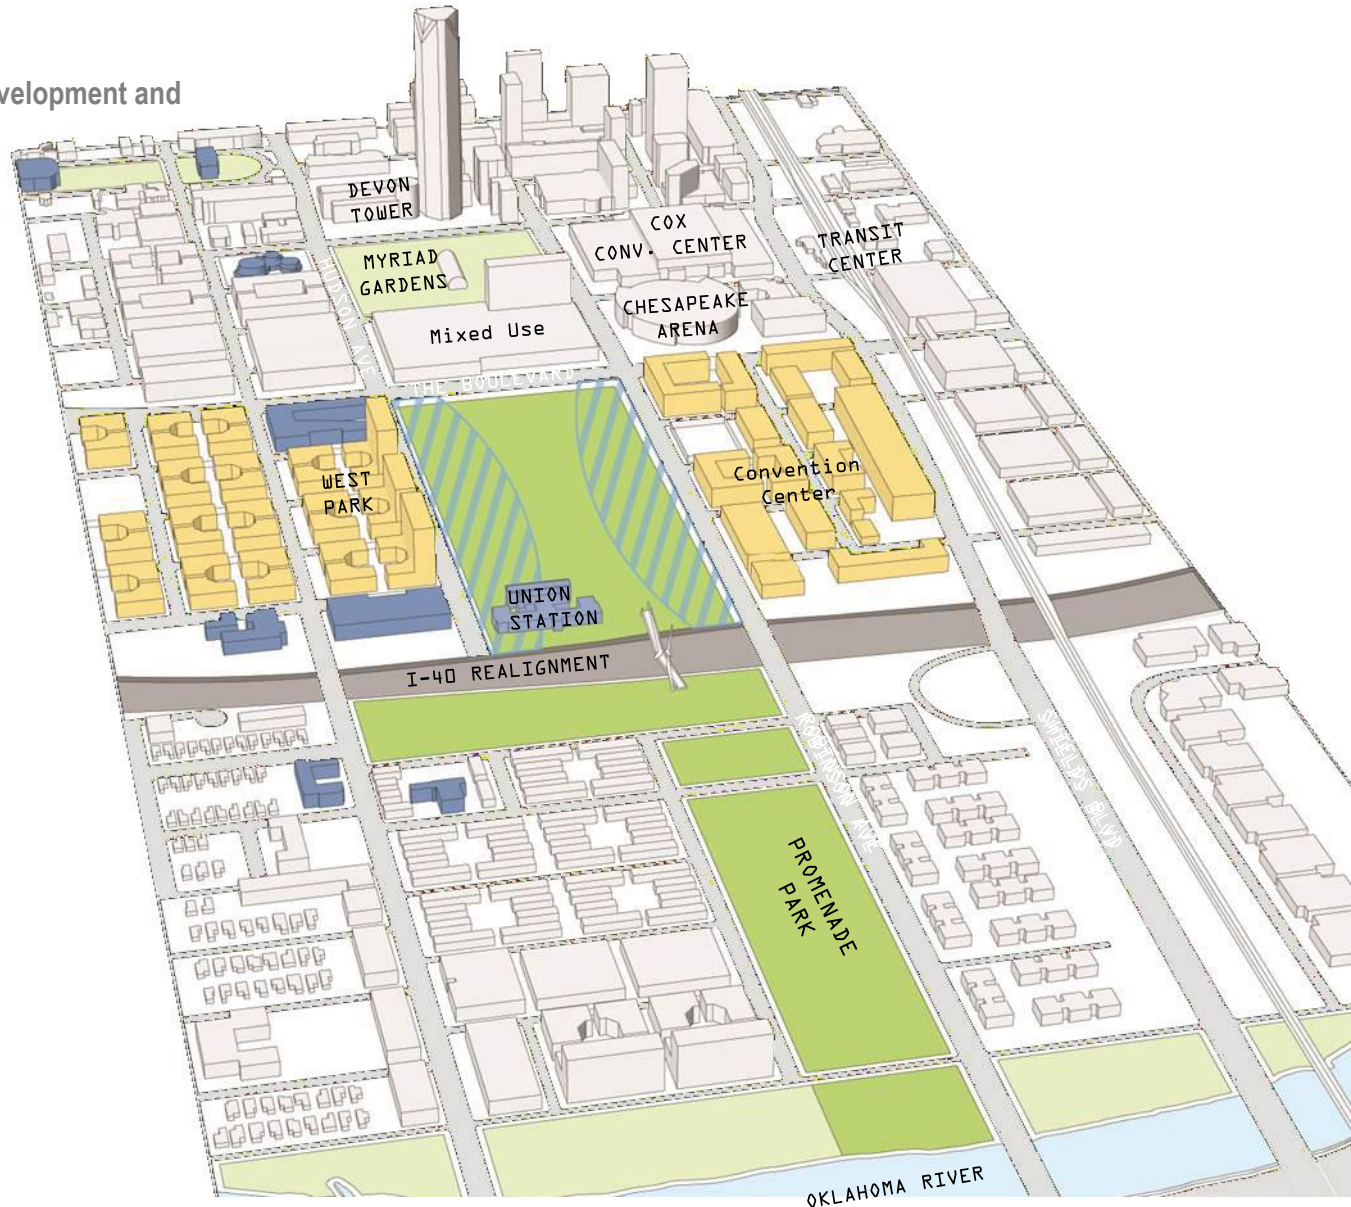 velopment and
DEVON
TOWER
COX
CONV. CENTER
TRANSIT
CENTER
MYRIAD
GARDENS
HUDSON AVE
CHESAPEAKE
ARENA
Mixed Use
THE BOULEVARD
WEST
PARK
Convention
Center
UNION
STATION
I-40 REALIGNMENT
ROBINSON AVE
SHIELDS BLVD
PROMENADE
PARK
OKLAHOMA RIVER